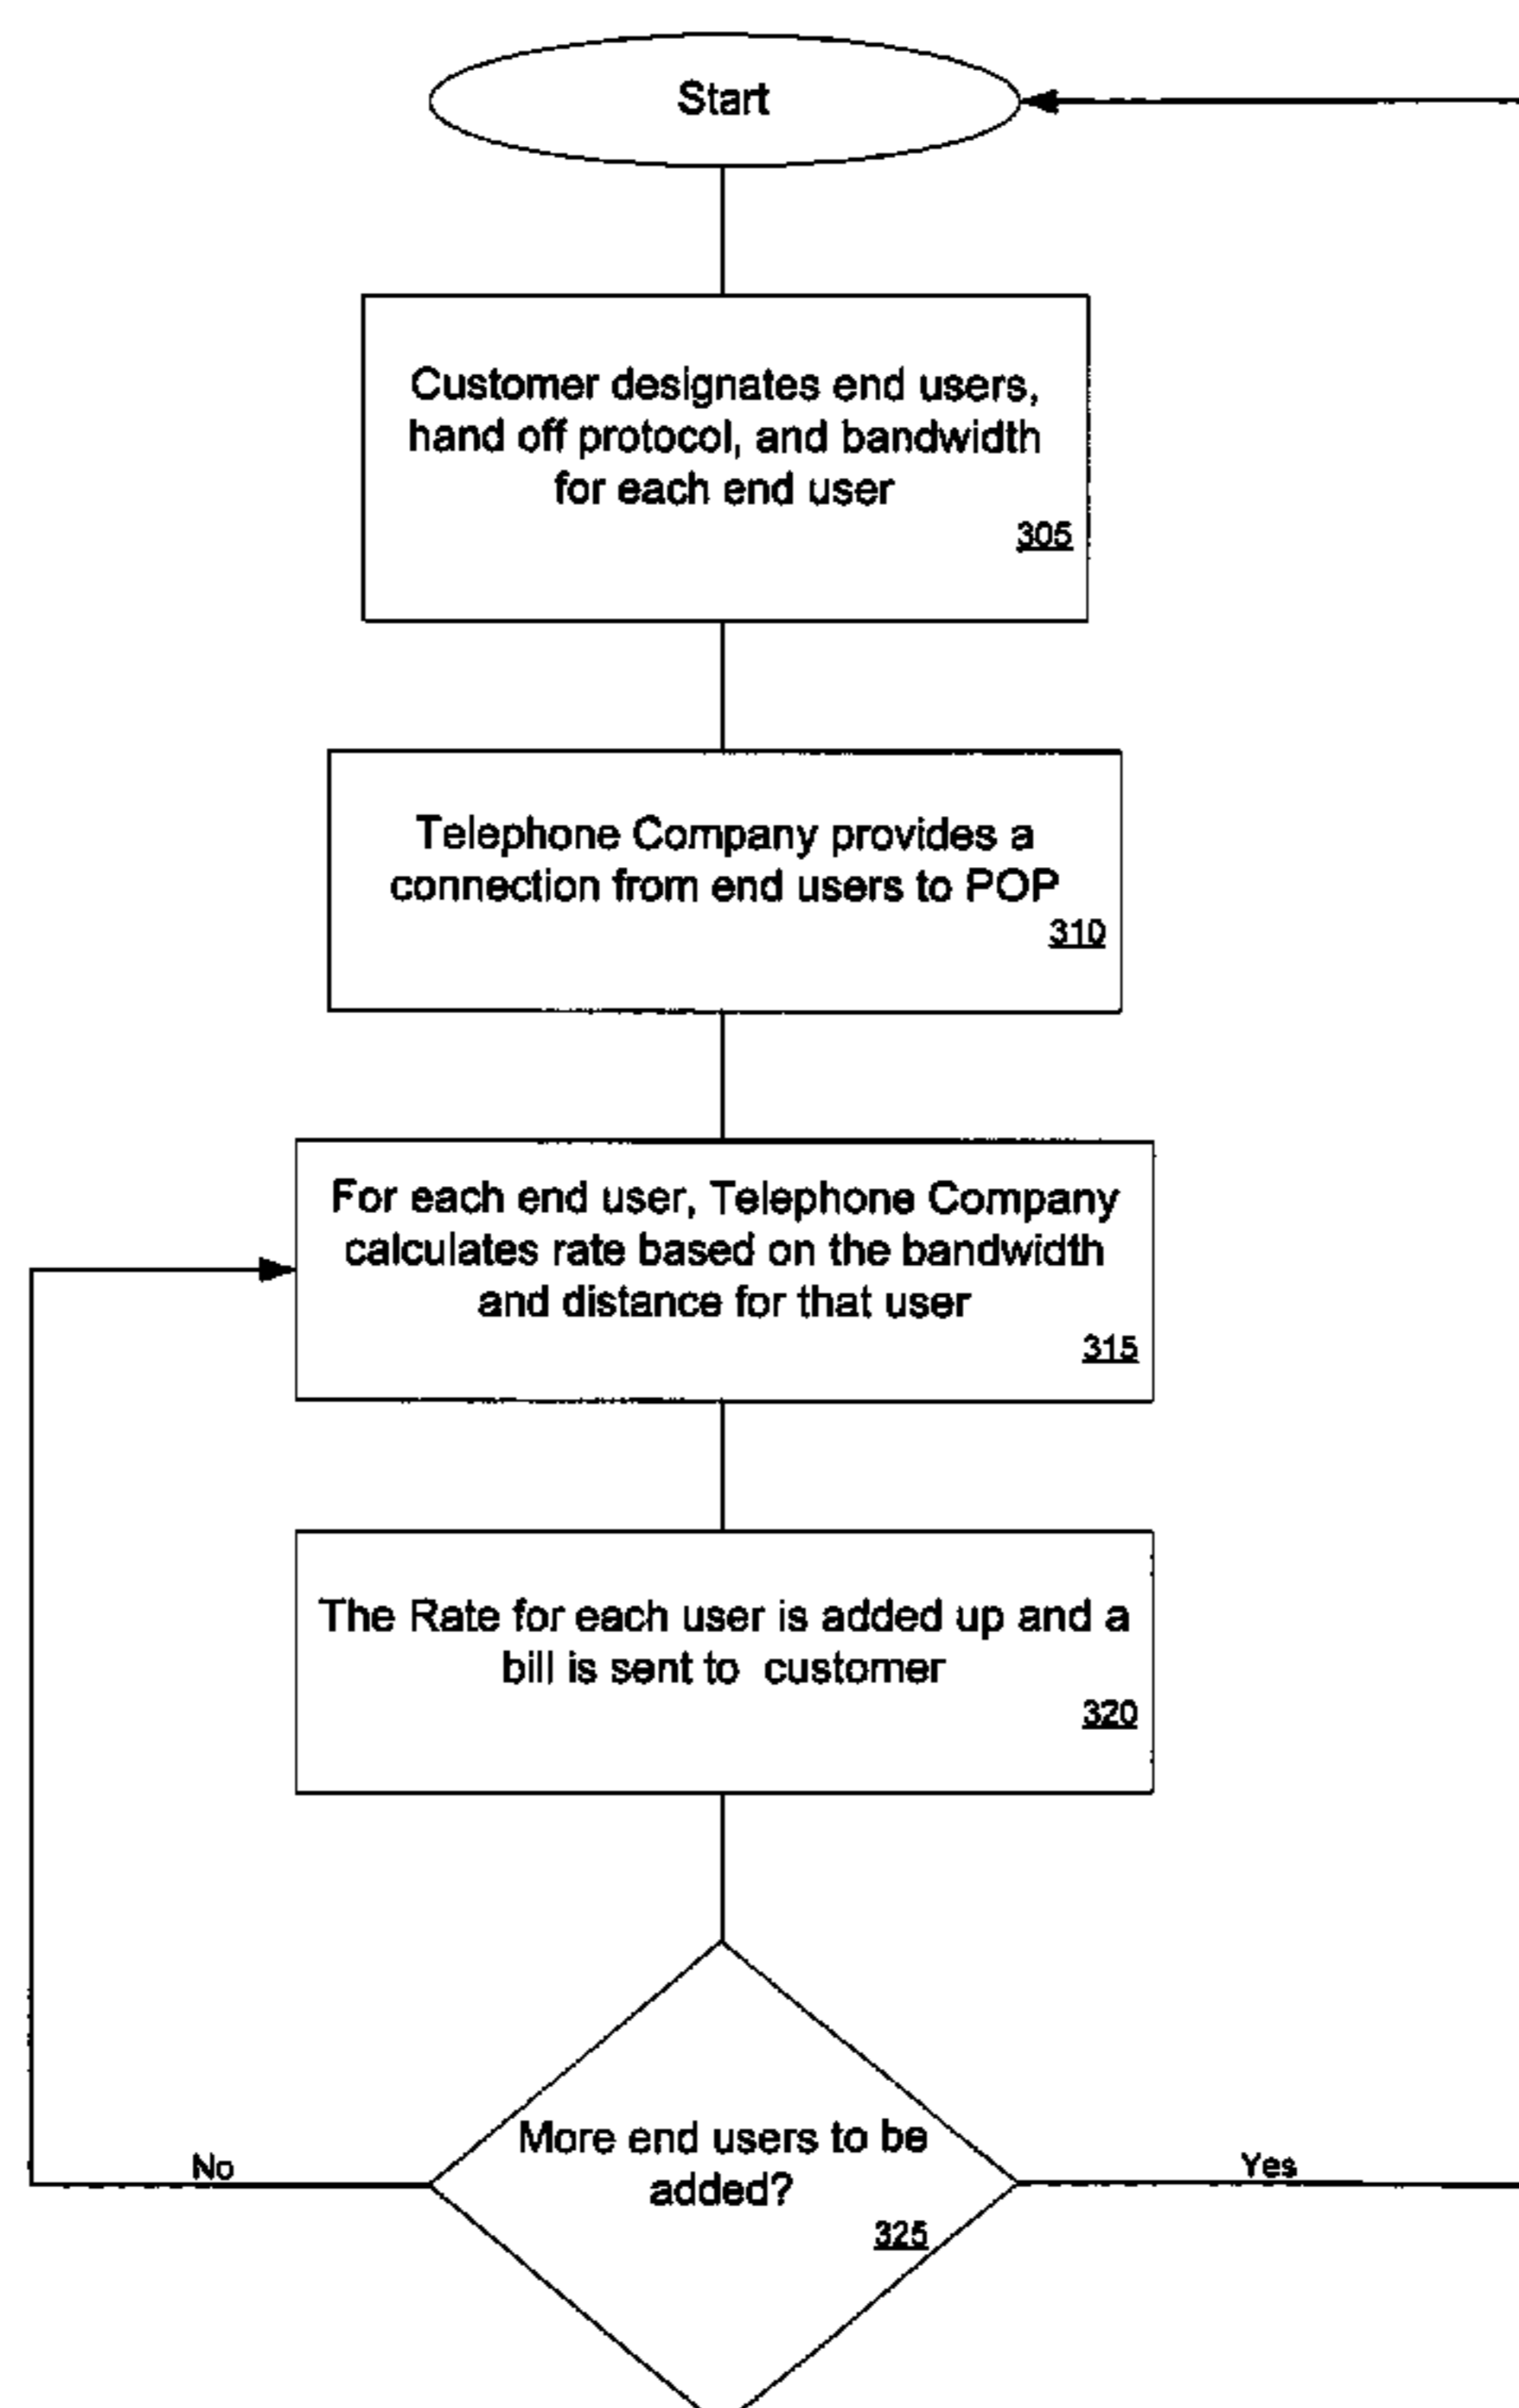 Start
Customer designates end users,
hand off protocol, and bandwidth
for each end user
305
Telephone Company provides a
connection from end users to POP
310
For each end user, Telephone Company
calculates rate based on the bandwidth
and distance for that user
315
The Rate for each user is added up and a
bill is sent to customer
320
More end users to be
added?
325
No
Yes